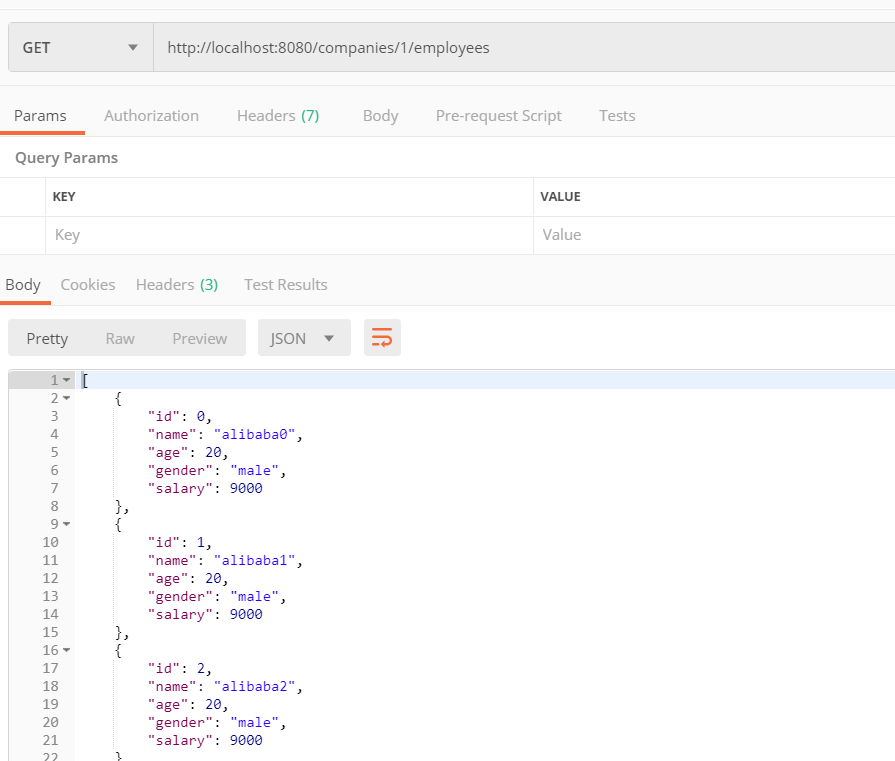 GET http://localhost:8080/companies/1/employees
Params Authorization Headers (7) Body Pre-request Script Tests
Query Params
KEY VALUE
Key Value
Body Cookies Headers (3) Test Results
Pretty Raw Preview JSON
1 [
2 {
3 "id": 0,
4 "name": "alibaba0",
5 "age": 20,
6 "gender": "male",
7 "salary": 9000
8 },
9 {
10 "id": 1,
11 "name": "alibaba1",
12 "age": 20,
13 "gender": "male",
14 "salary": 9000
15 },
16 {
17 "id": 2,
18 "name": "alibaba2",
19 "age": 20,
20 "gender": "male",
21 "salary": 9000
22 }